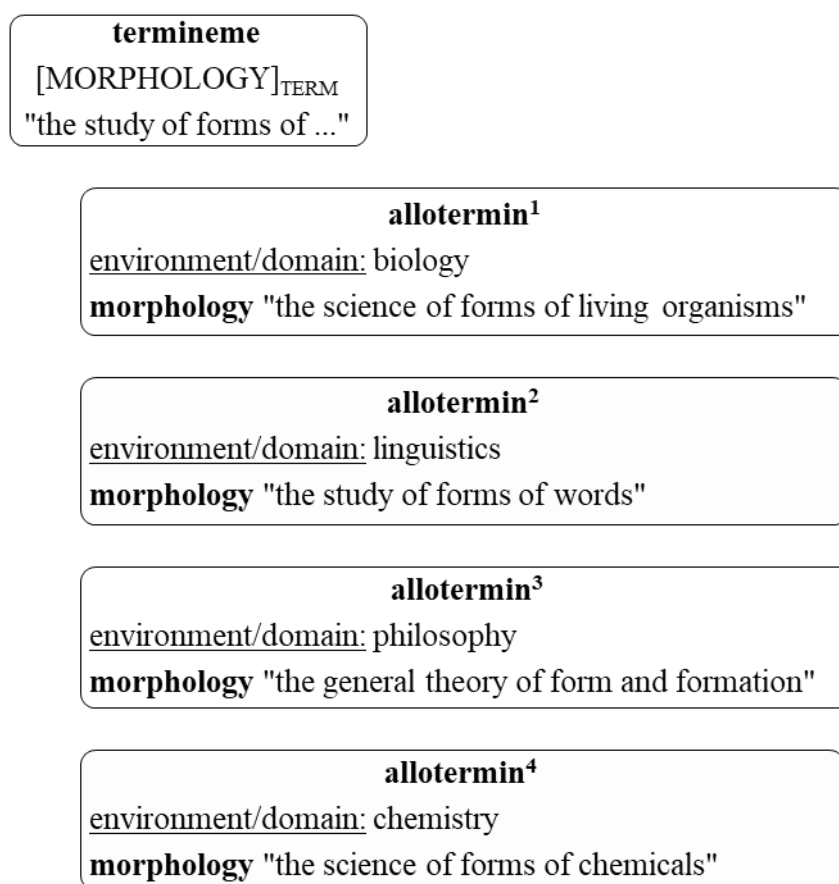 termineme
[MORPHOLOGY]TERM
"the study of forms of ..."
allotermin1
environment/domain: biology
morphology "the science of forms of living organisms"
allotermin2
environment/domain: linguistics
morphology "the study of forms of words"
allotermin3
environment/domain: philosophy
morphology "the general theory of form and formation"
allotermin4
environment/domain: chemistry
morphology "the science of forms of chemicals"